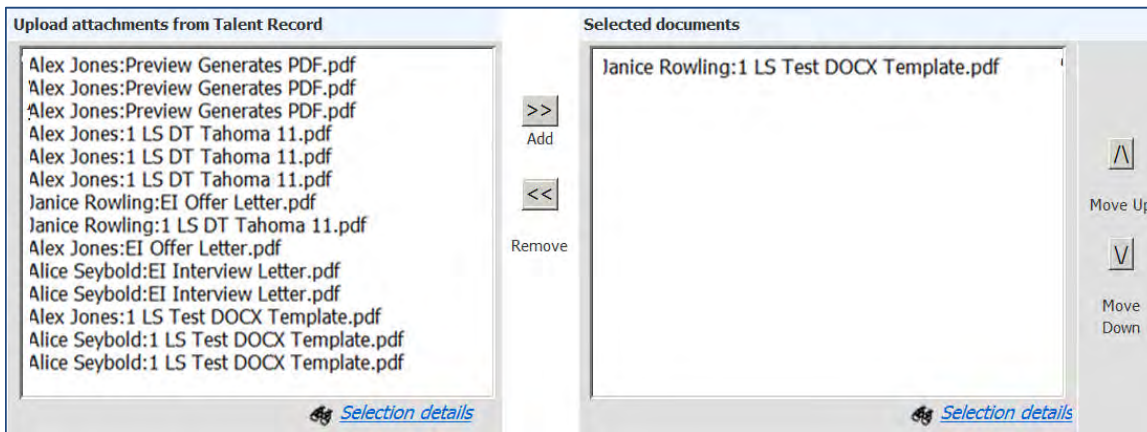 Upload attachments from Talent Record
Alex Jones:Preview Generates PDF.pdf
Alex Jones:Preview Generates PDF.pdf
Alex Jones:Preview Generates PDF.pdf
Alex Jones:1 LS DT Tahoma 11.pdf
Alex Jones:1 LS DT Tahoma 11.pdf
Alex Jones:1 LS DT Tahoma 11.pdf
Janice Rowling:EI Offer Letter.pdf
Janice Rowling:1 LS DT Tahoma 11.pdf
Alex Jones:EI Offer Letter.pdf
Alice Seybold:EI Interview Letter.pdf
Alice Seybold:EI Interview Letter.pdf
Alex Jones:1 LS Test DOCX Template.pdf
Alice Seybold:1 LS Test DOCX Template.pdf
Alice Seybold:1 LS Test DOCX Template.pdf
Selection details
>>
Add
<<
Remove
Selected documents
Janice Rowling:1 LS Test DOCX Template.pdf
Selection details
/\
Move Up
\/
Move
Down